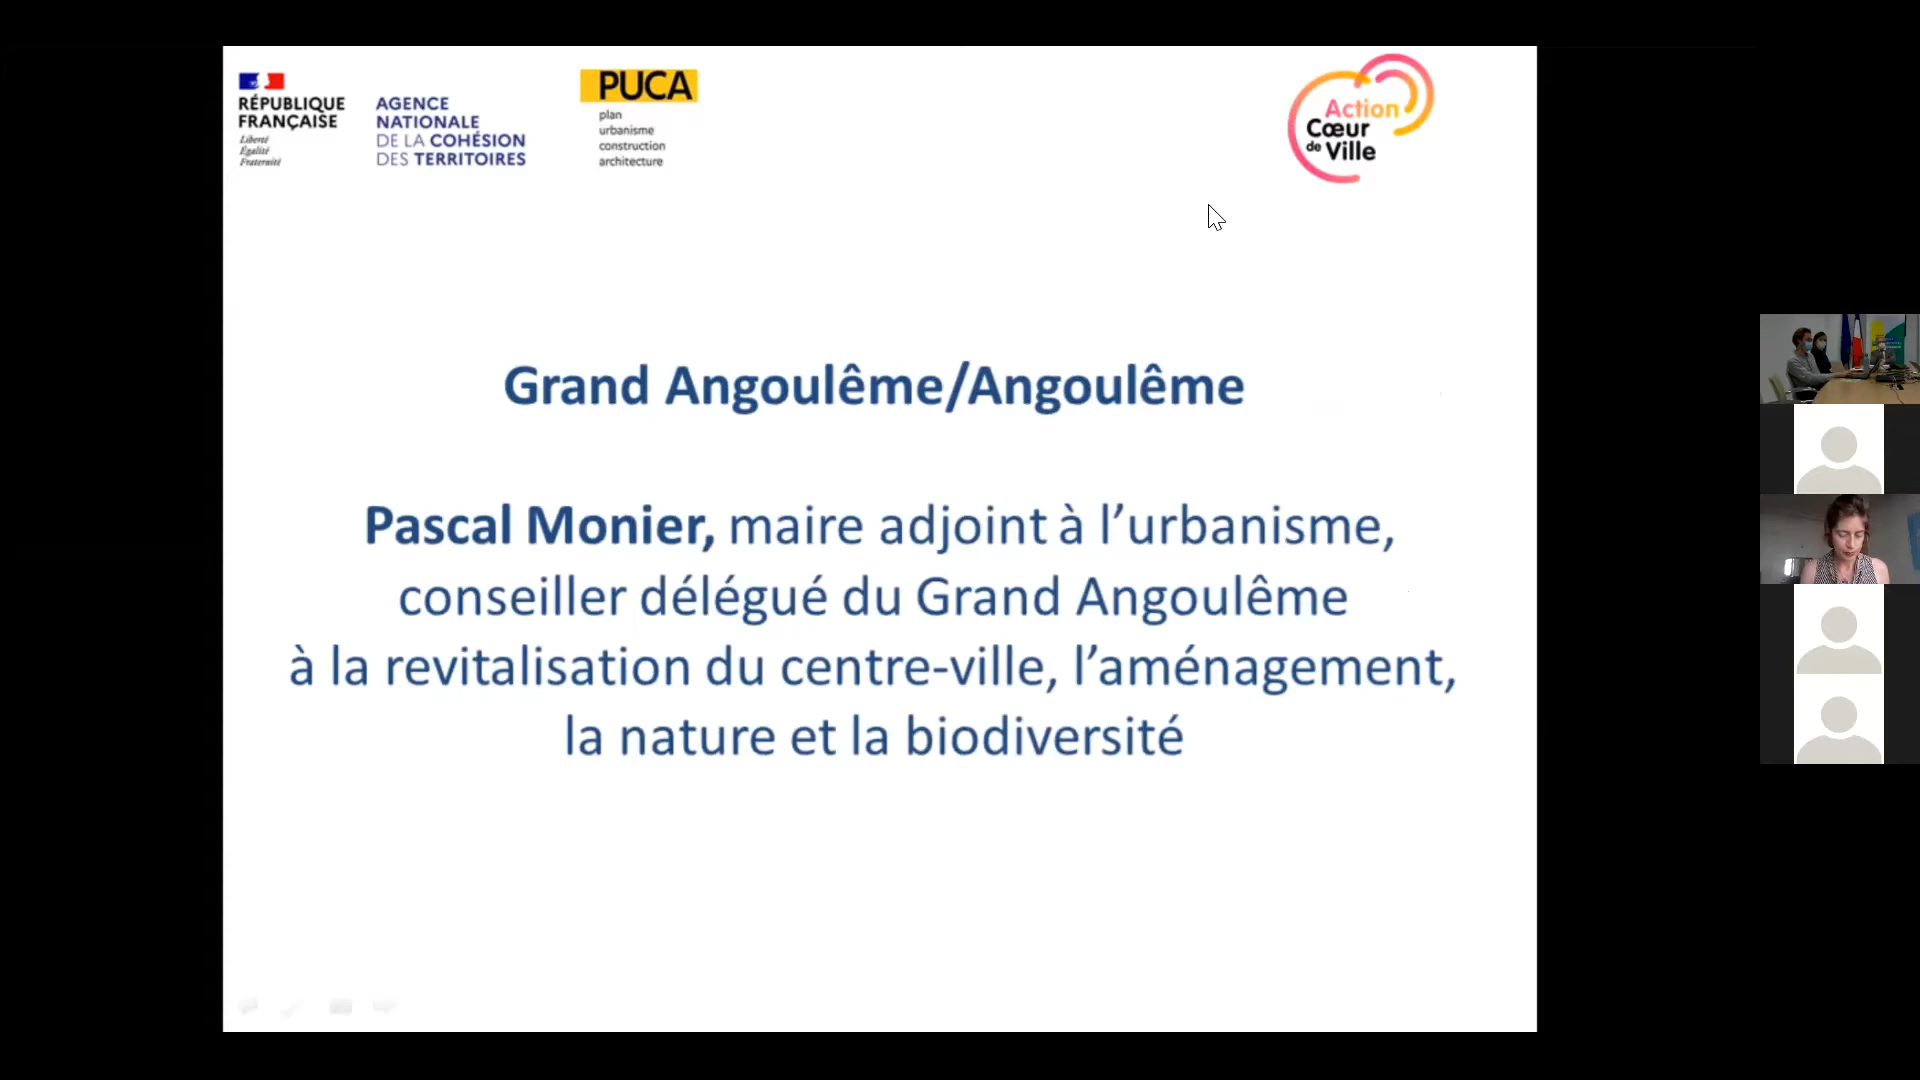 RÉPUBLIQUE
FRANÇAISE
Liberté
Égalité
Fraternité
AGENCE
NATIONALE
DE LA COHÉSION
DES TERRITOIRES
PUCA
plan
urbanisme
construction
architecture
Action
Cœur
de Ville
Grand Angoulême/Angoulême
Pascal Monier, maire adjoint à l’urbanisme,
conseiller délégué du Grand Angoulême
à la revitalisation du centre-ville, l’aménagement,
la nature et la biodiversité